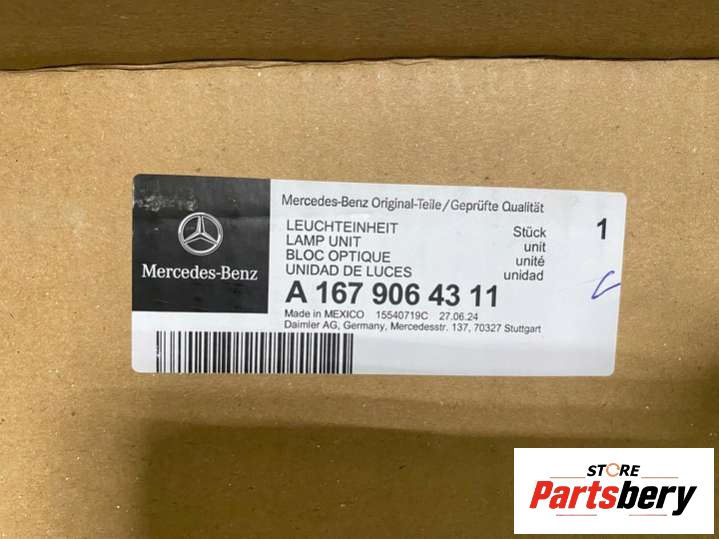 Mercedes-Benz
Mercedes-Benz Original-Teile/Geprüfte Qualität
LEUCHTEINHEIT Stück 1
LAMP UNIT unit
BLOC OPTIQUE unité
UNIDAD DE LUCES unidad
A 167 906 43 11
Made in MEXICO 15540719C 27.06.24
Daimler AG, Germany, Mercedesstr. 137, 70327 Stuttgart
STORE
Partsbery